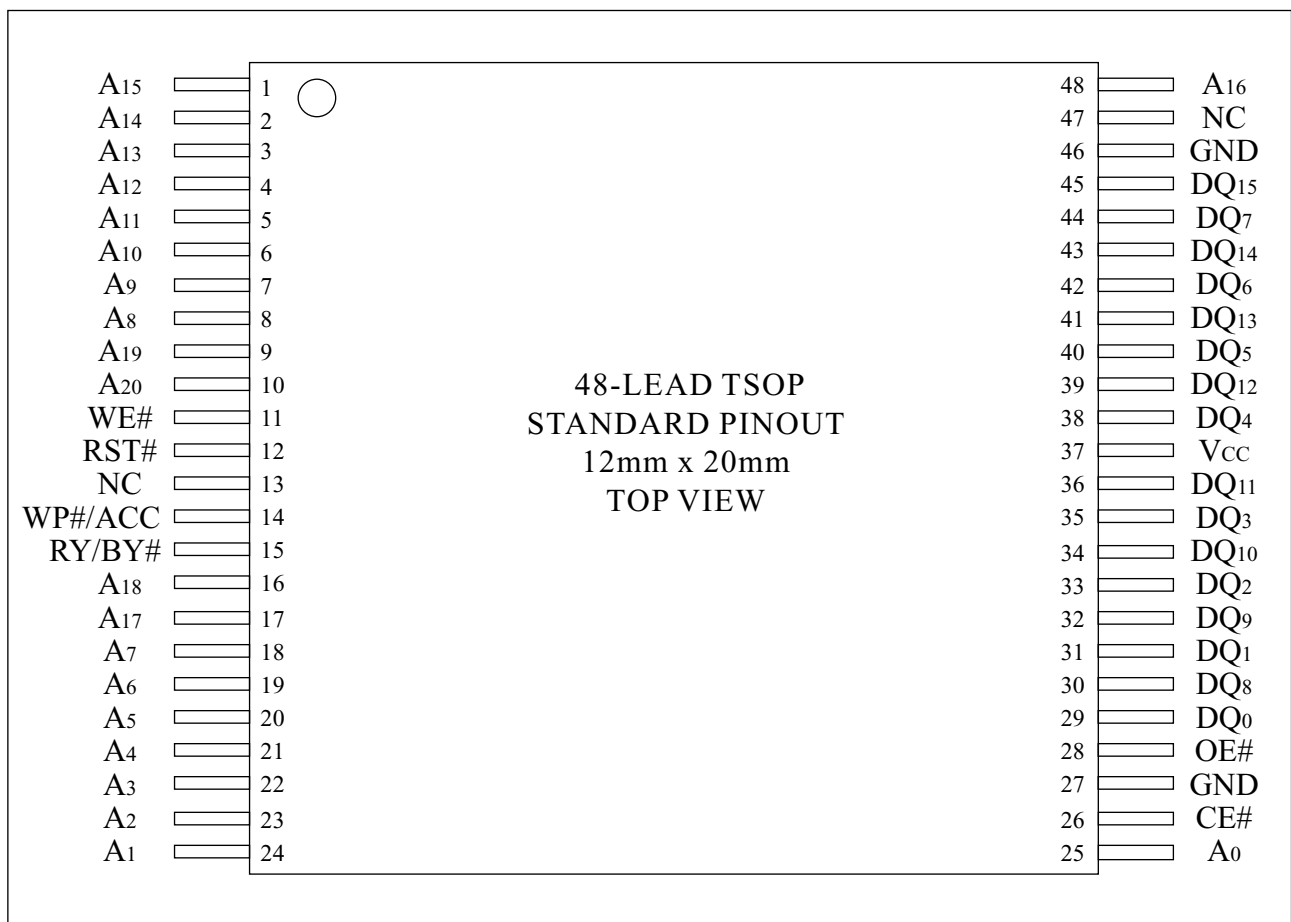 A15 1 48 A16
A14 2 47 NC
A13 3 46 GND
A12 4 45 DQ15
A11 5 44 DQ7
A10 6 43 DQ14
A9 7 42 DQ6
A8 8 41 DQ13
A19 9 40 DQ5
A20 10 39 DQ12
WE# 11 38 DQ4
RST# 12 37 VCC
NC 13 36 DQ11
WP#/ACC 14 35 DQ3
RY/BY# 15 34 DQ10
A18 16 33 DQ2
A17 17 32 DQ9
A7 18 31 DQ1
A6 19 30 DQ8
A5 20 29 DQ0
A4 21 28 OE#
A3 22 27 GND
A2 23 26 CE#
A1 24 25 A0
48-LEAD TSOP
STANDARD PINOUT
12mm x 20mm
TOP VIEW